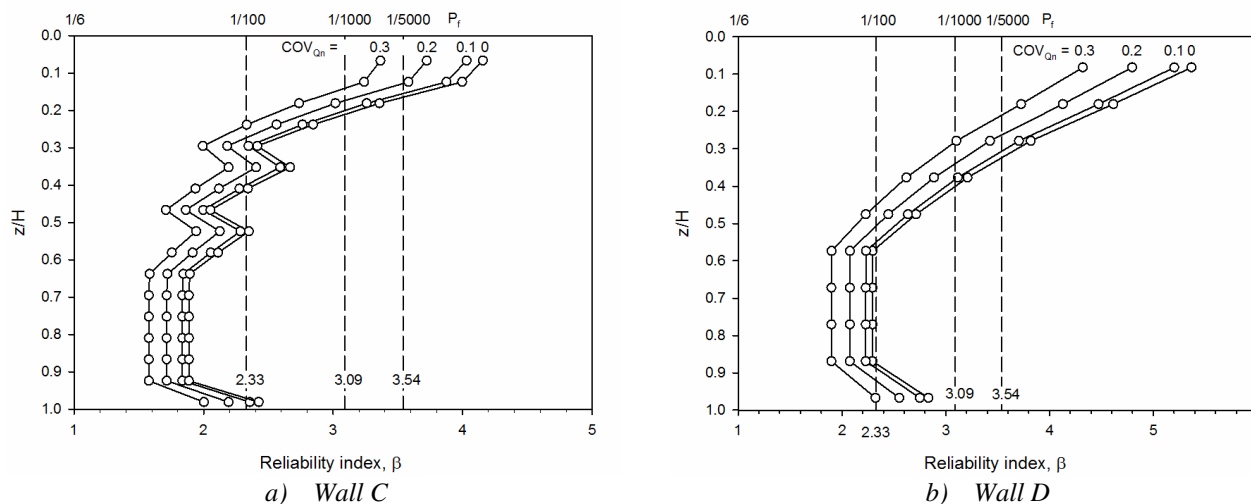 1/6 1/100 1/1000 1/5000 Pf
COVQn = 0.3 0.2 0.1 0
0.0
0.1
0.2
0.3
0.4
0.5
0.6
0.7
0.8
0.9
1.0
z/H
2.33 3.09 3.54
1 2 3 4 5
Reliability index, β
a) Wall C
1/6 1/100 1/1000 1/5000 Pf
COVQn = 0.3 0.2 0.1 0
0.0
0.1
0.2
0.3
0.4
0.5
0.6
0.7
0.8
0.9
1.0
z/H
3.09 3.54
1 2 2.33 3 4 5
Reliability index, β
b) Wall D